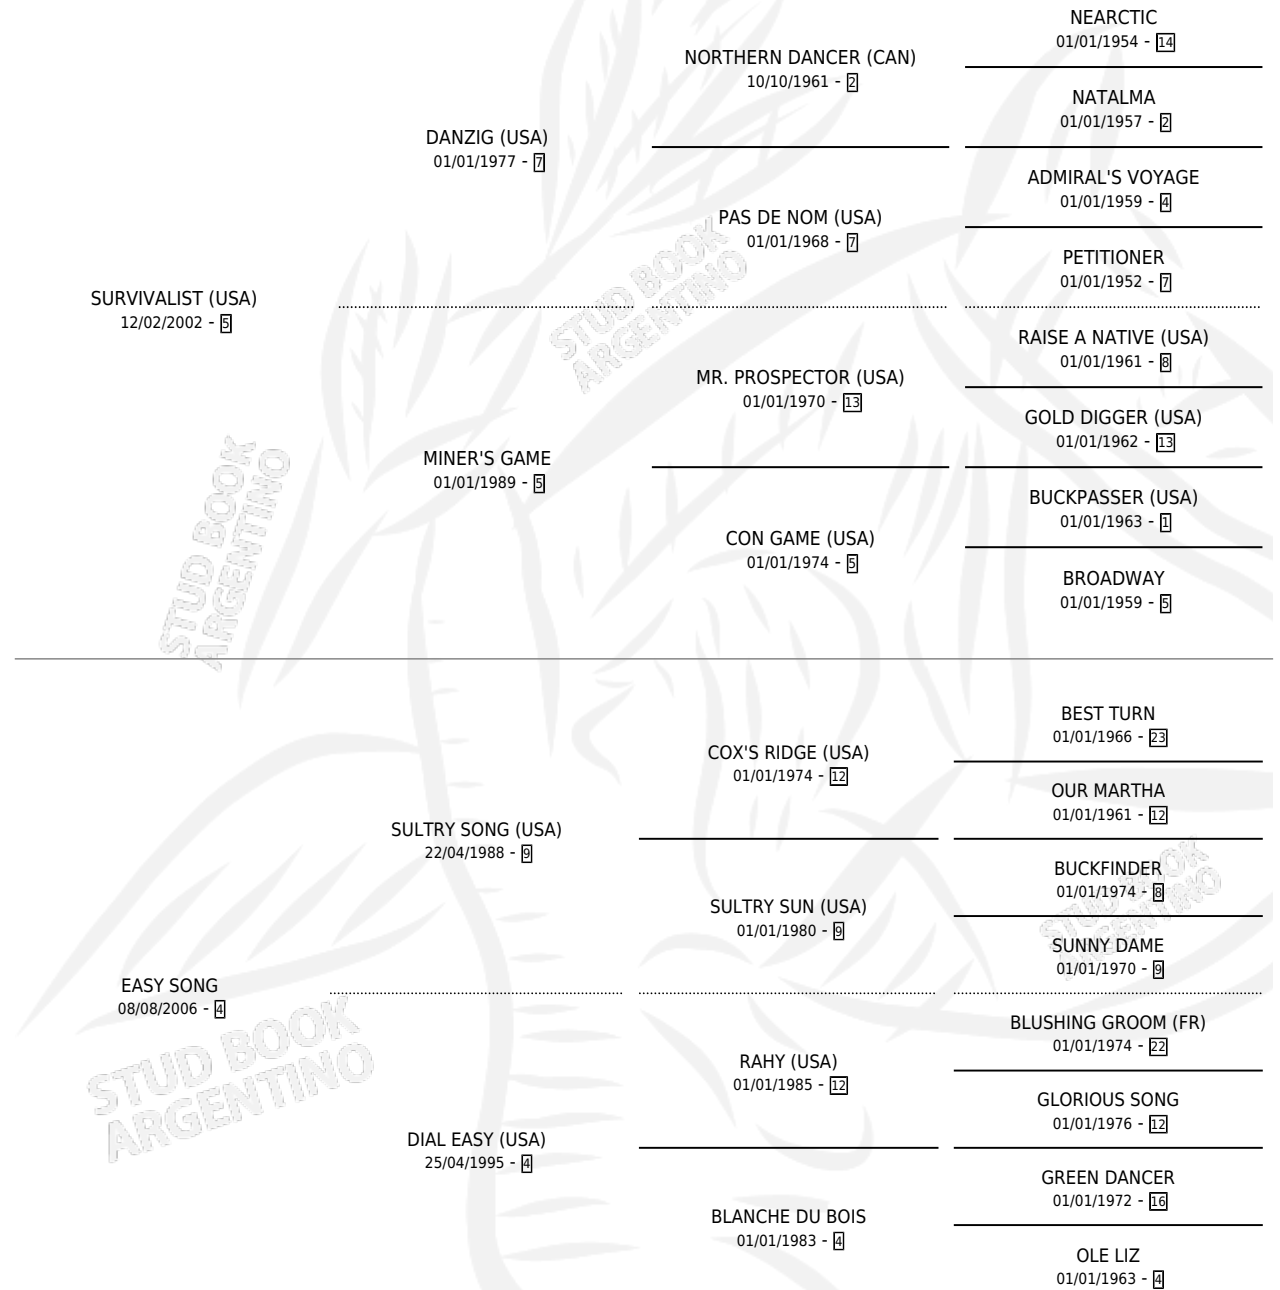 NEARCTIC
01/01/1954 - 14
NORTHERN DANCER (CAN)
10/10/1961 - 2
NATALMA
01/01/1957 - 2
DANZIG (USA)
01/01/1977 - 7
ADMIRAL'S VOYAGE
01/01/1959 - 4
PAS DE NOM (USA)
01/01/1968 - 7
PETITIONER
01/01/1952 - 7
SURVIVALIST (USA)
12/02/2002 - 5
STUD BOOK
ARGENTINO
RAISE A NATIVE (USA)
01/01/1961 - 8
MR. PROSPECTOR (USA)
01/01/1970 - 13
GOLD DIGGER (USA)
01/01/1962 - 13
MINER'S GAME
01/01/1989 - 5
BUCKPASSER (USA)
01/01/1963 - 1
CON GAME (USA)
01/01/1974 - 5
BROADWAY
01/01/1959 - 5
STUD BOOK
ARGENTINO
BEST TURN
01/01/1966 - 23
COX'S RIDGE (USA)
01/01/1974 - 12
OUR MARTHA
01/01/1961 - 12
SULTRY SONG (USA)
22/04/1988 - 9
BUCKFINDER
01/01/1974 - 8
SULTRY SUN (USA)
01/01/1980 - 9
SUNNY DAME
01/01/1970 - 9
STUD BOOK
ARGENTINO
EASY SONG
08/08/2006 - 4
BLUSHING GROOM (FR)
01/01/1974 - 22
RAHY (USA)
01/01/1985 - 12
GLORIOUS SONG
01/01/1976 - 12
STUD BOOK
ARGENTINO
DIAL EASY (USA)
25/04/1995 - 4
GREEN DANCER
01/01/1972 - 16
BLANCHE DU BOIS
01/01/1983 - 4
OLE LIZ
01/01/1963 - 4